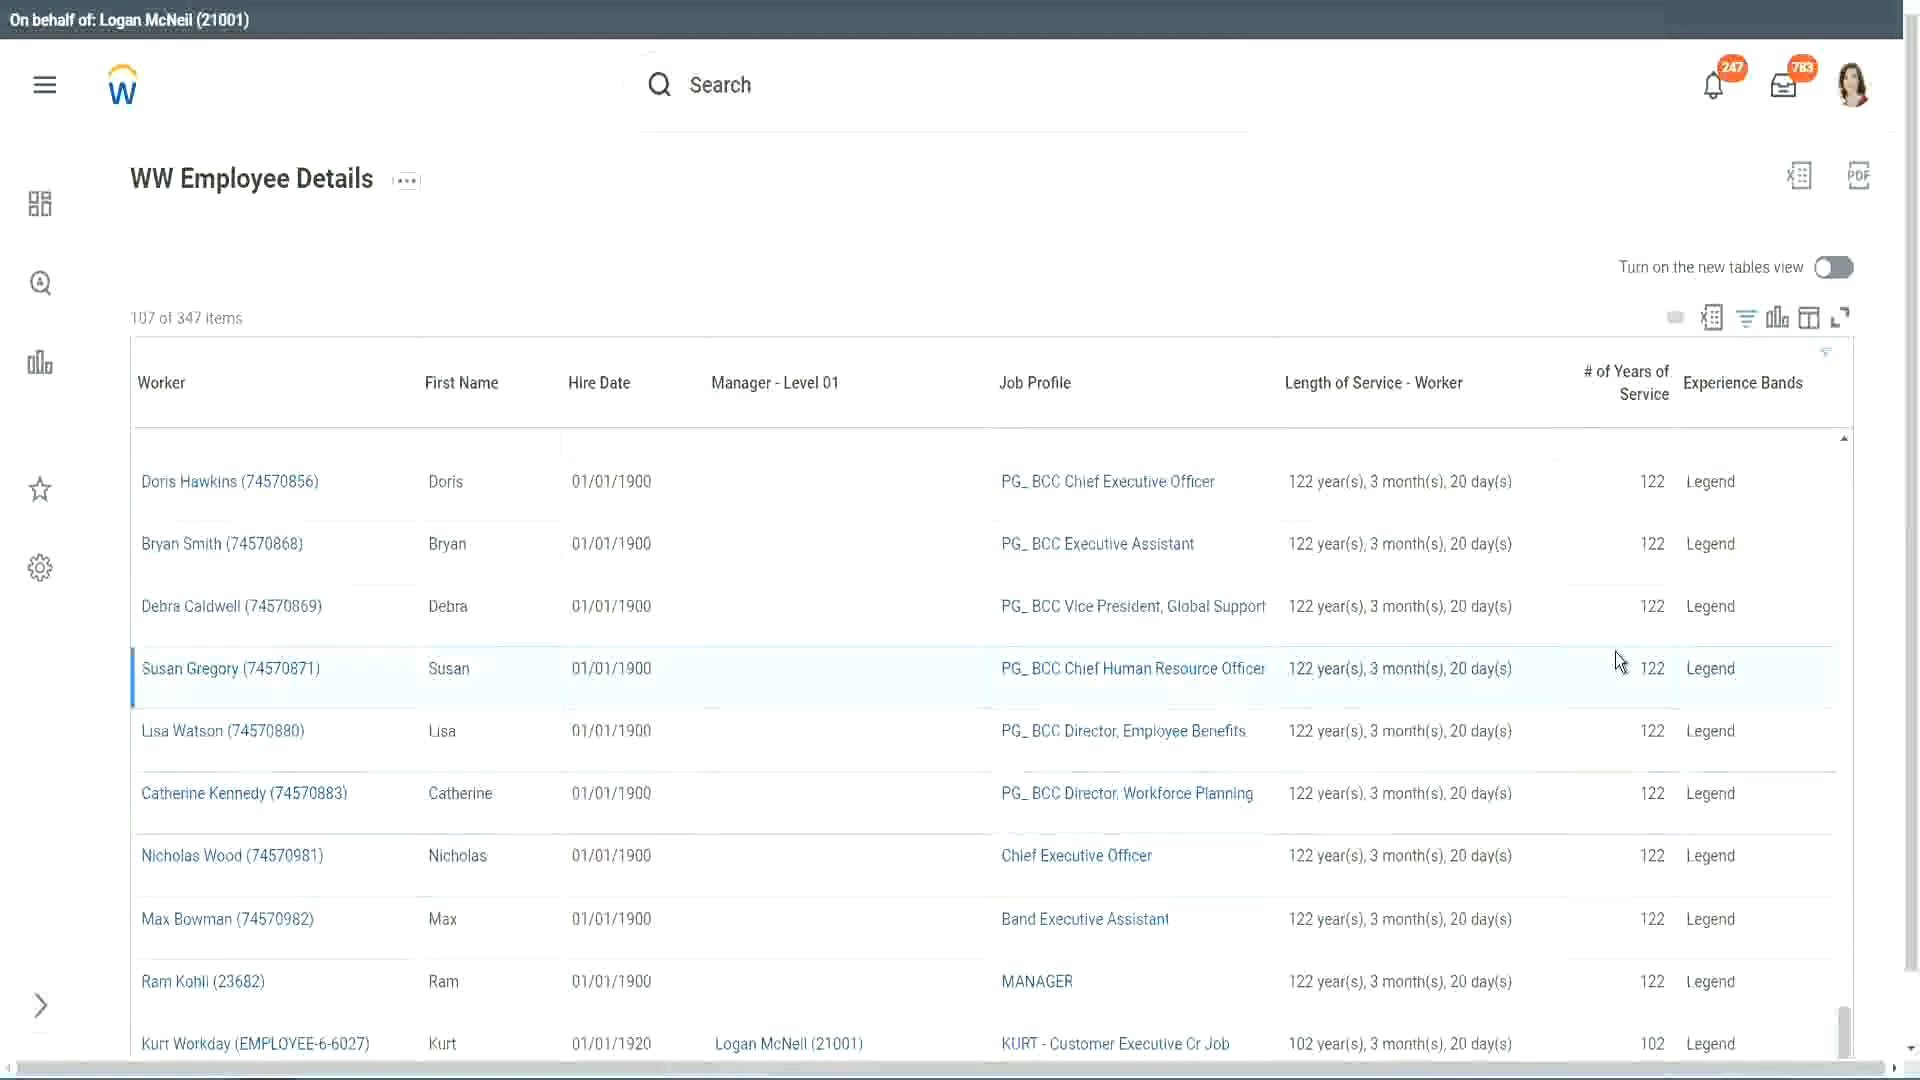 On behalf of: Logan McNeil (21001)
W
Search
247
783
WW Employee Details
X
PDF
Turn on the new tables view
107 of 347 items
X
Worker First Name Hire Date Manager - Level 01 Job Profile Length of Service - Worker # of Years of Service Experience Bands
Doris Hawkins (74570856) Doris 01/01/1900 PG_ BCC Chief Executive Officer 122 year(s), 3 month(s), 20 day(s) 122 Legend
Bryan Smith (74570868) Bryan 01/01/1900 PG_ BCC Executive Assistant 122 year(s), 3 month(s), 20 day(s) 122 Legend
Debra Caldwell (74570869) Debra 01/01/1900 PG_ BCC Vice President, Global Support 122 year(s), 3 month(s), 20 day(s) 122 Legend
Susan Gregory (74570871) Susan 01/01/1900 PG_ BCC Chief Human Resource Officer 122 year(s), 3 month(s), 20 day(s) 122 Legend
Lisa Watson (74570880) Lisa 01/01/1900 PG_ BCC Director, Employee Benefits 122 year(s), 3 month(s), 20 day(s) 122 Legend
Catherine Kennedy (74570883) Catherine 01/01/1900 PG_ BCC Director, Workforce Planning 122 year(s), 3 month(s), 20 day(s) 122 Legend
Nicholas Wood (74570981) Nicholas 01/01/1900 Chief Executive Officer 122 year(s), 3 month(s), 20 day(s) 122 Legend
Max Bowman (74570982) Max 01/01/1900 Band Executive Assistant 122 year(s), 3 month(s), 20 day(s) 122 Legend
Ram Kohli (23682) Ram 01/01/1900 MANAGER 122 year(s), 3 month(s), 20 day(s) 122 Legend
Kurt Workday (EMPLOYEE-6-6027) Kurt 01/01/1920 Logan McNeil (21001) KURT - Customer Executive Cr Job 102 year(s), 3 month(s), 20 day(s) 102 Legend